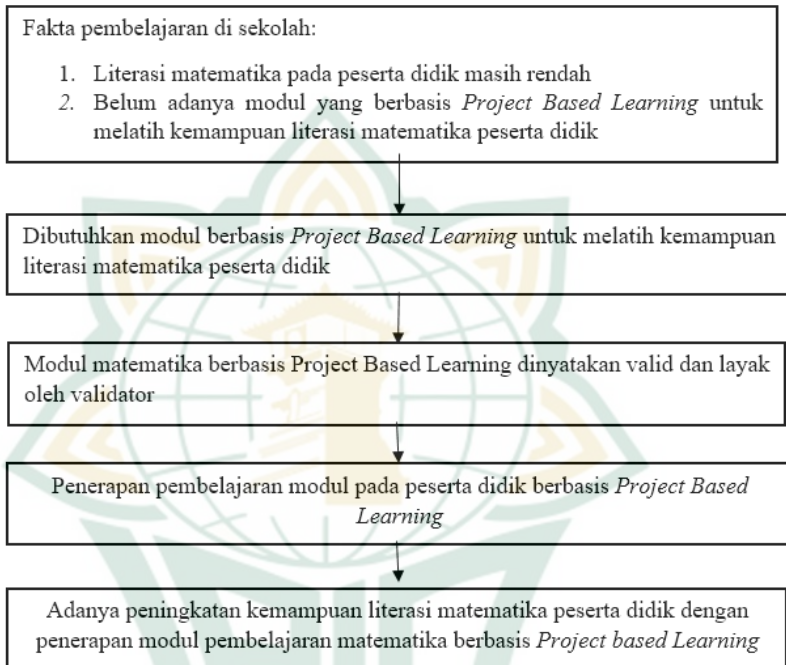 Fakta pembelajaran di sekolah:
1. Literasi matematika pada peserta didik masih rendah
2. Belum adanya modul yang berbasis Project Based Learning untuk
melatih kemampuan literasi matematika peserta didik
Dibutuhkan modul berbasis Project Based Learning untuk melatih kemampuan
literasi matematika peserta didik
Modul matematika berbasis Project Based Learning dinyatakan valid dan layak
oleh validator
Penerapan pembelajaran modul pada peserta didik berbasis Project Based
Learning
Adanya peningkatan kemampuan literasi matematika peserta didik dengan
penerapan modul pembelajaran matematika berbasis Project based Learning